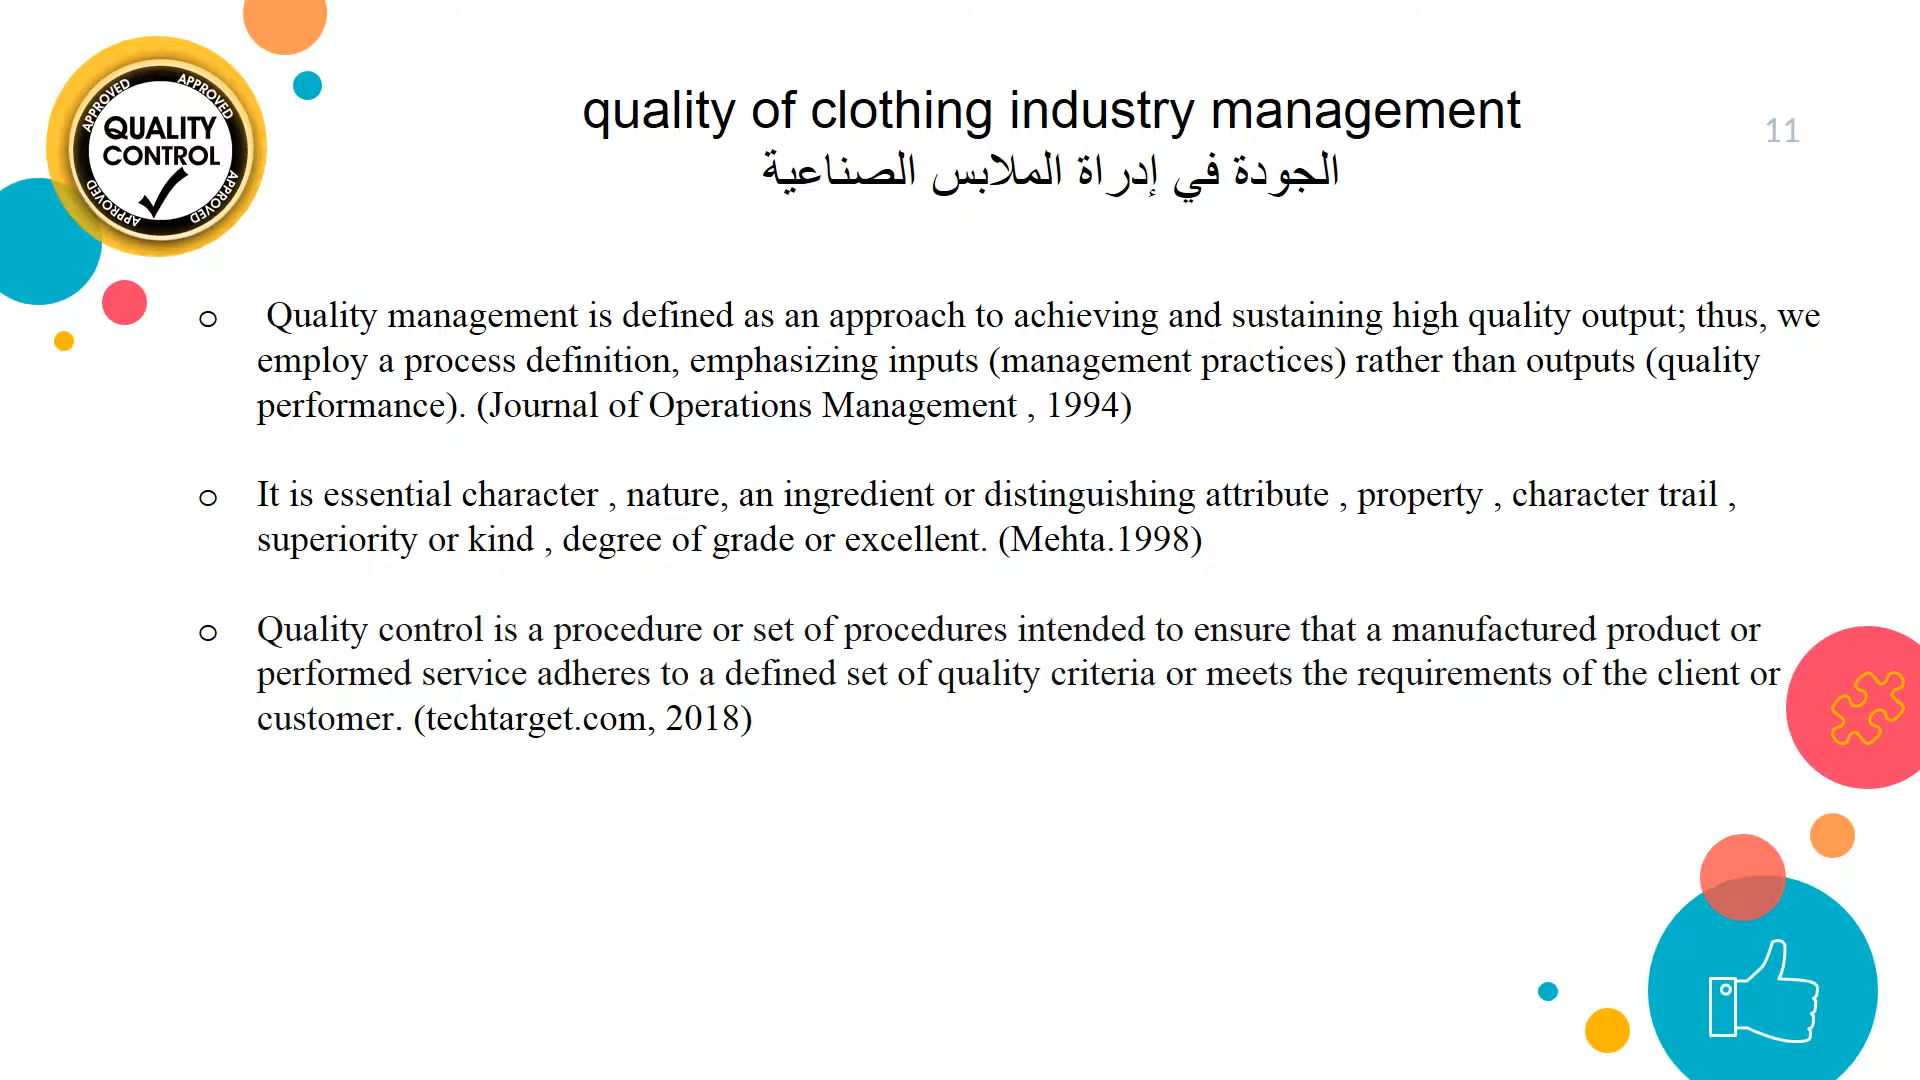 APPROVED
APPROVED
QUALITY
CONTROL
APPROVED
APPROVED
quality of clothing industry management
الجودة في إدراة الملابس الصناعية
11
o Quality management is defined as an approach to achieving and sustaining high quality output; thus, we
employ a process definition, emphasizing inputs (management practices) rather than outputs (quality
performance). (Journal of Operations Management , 1994)
o It is essential character , nature, an ingredient or distinguishing attribute , property , character trail ,
superiority or kind , degree of grade or excellent. (Mehta.1998)
o Quality control is a procedure or set of procedures intended to ensure that a manufactured product or
performed service adheres to a defined set of quality criteria or meets the requirements of the client or
customer. (techtarget.com, 2018)